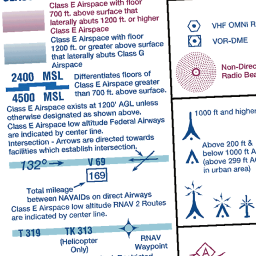 Class E Airspace with floor
700 ft. above surface that
laterally abuts 1200 ft. or higher
Class E Airspace
Class E Airspace with floor
1200 ft. or greater above surface
that laterally abuts Class G
Airspace
2400 MSL
4500 MSL
Differentiates floors of
Class E Airspace greater
than 700 ft. above surface.
Class E Airspace exists at 1200' AGL unless
otherwise designated as shown above.
Class E Airspace low altitude Federal Airways
are indicated by center line.
Intersection - Arrows are directed towards
facilities which establish intersection.
132°
V 69
169
Total mileage
between NAVAIDs on direct Airways
Class E Airspace low altitude RNAV 2 Routes
are indicated by center line.
T 319 TK 313
(Helicopter
Only)
RNAV
Waypoint
VHF OMNI
VOR-DME
Non-Direc
Radio Bea
1000 ft and higher
Above 200 &
below 1000 ft
(above 299 ft
in urban area)
A